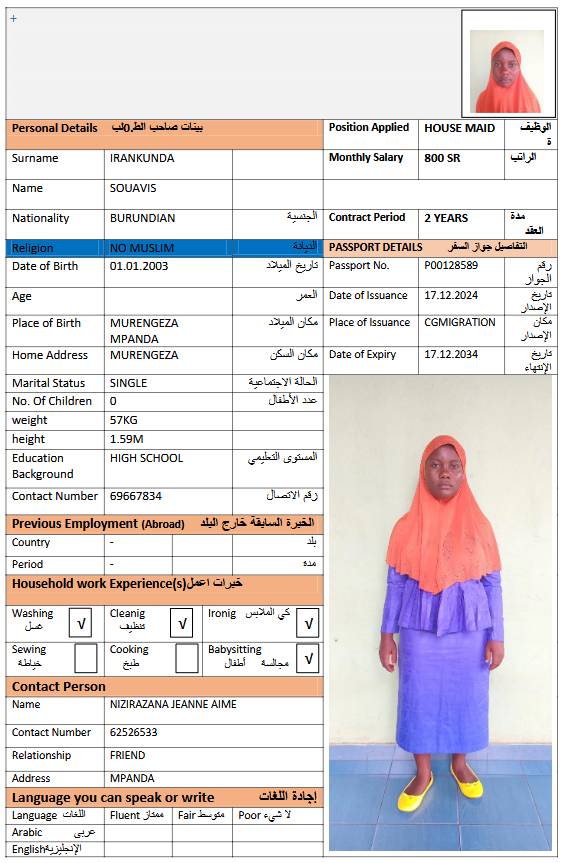 +
Personal Details بينات صاحب الط.0لب
Position Applied HOUSE MAID الوظيفة
Surname IRANKUNDA
Monthly Salary 800 SR الراتب
Name SOUAVIS
Nationality BURUNDIAN الجنسية
Contract Period 2 YEARS مدة العقد
Religion NO MUSLIM الديانة
PASSPORT DETAILS التفاصيل جواز السفر
Date of Birth 01.01.2003 تاريخ الميلاد
Passport No. P00128589 رقم الجواز
Age العمر
Date of Issuance 17.12.2024 تاريخ الإصدار
Place of Birth MURENGEZA MPANDA مكان الميلاد
Place of Issuance CGMIGRATION مكان الإصدار
Home Address MURENGEZA مكان السكن
Date of Expiry 17.12.2034 تاريخ الإنتهاء
Marital Status SINGLE الحالة الاجتماعية
No. Of Children 0 عدد الأطفال
weight 57KG
height 1.59M
Education Background HIGH SCHOOL المستوى التعليمي
Contact Number 69667834 رقم الاتصال
Previous Employment (Abroad) الخبرة السابقة خارج البلد
Country - بلد
Period - مدة
Household work Experience(s)خبرات اعمل
Washing غسل √ Cleanig تنظيف √ Ironig كي الملابس √
Sewing خياطة Cooking طبخ Babysitting مجالسة أطفال √
Contact Person
Name NIZIRAZANA JEANNE AIME
Contact Number 62526533
Relationship FRIEND
Address MPANDA
Language you can speak or write إجادة اللغات
Language اللغات Fluent ممتاز Fair متوسط Poor لا شيء
Arabic عربى
Englishالإنجليزية